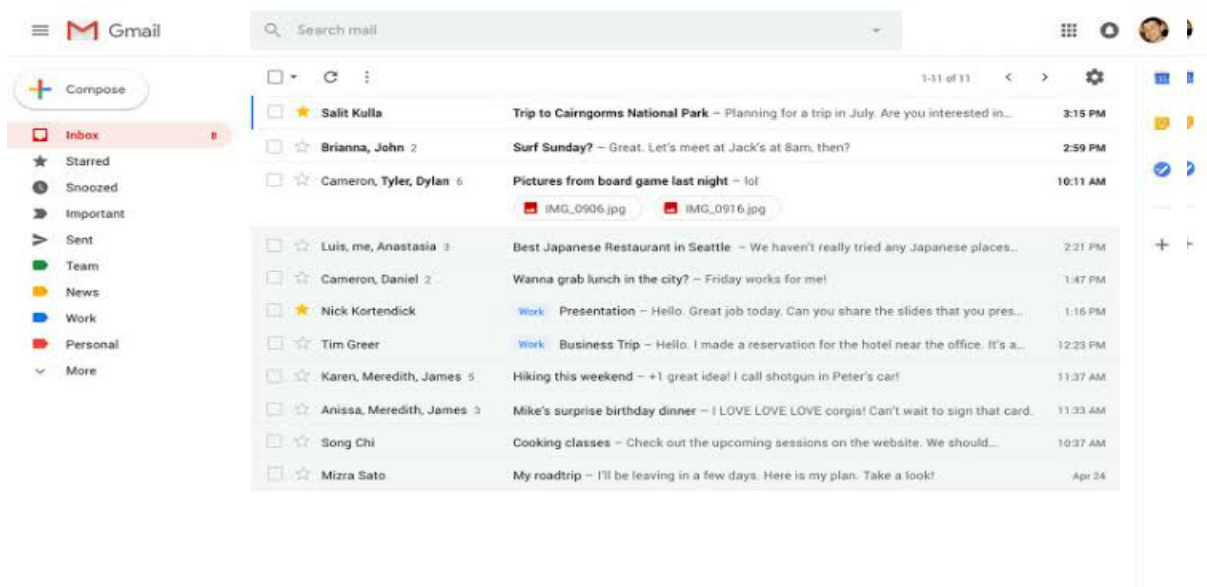 Gmail
Search mail
Compose
1-11 of 11
Inbox
Starred
Snoozed
Important
Sent
Team
News
Work
Personal
More
Salit Kulla Trip to Cairngorms National Park – Planning for a trip in July. Are you interested in... 3:15 PM
Brianna, John 2 Surf Sunday? – Great. Let's meet at Jack's at 8am, then? 2:59 PM
Cameron, Tyler, Dylan 6 Pictures from board game last night – lol 10:11 AM
IMG_0906.jpg IMG_0916.jpg
Luis, me, Anastasia 3 Best Japanese Restaurant in Seattle – We haven't really tried any Japanese places... 2:21 PM
Cameron, Daniel 2 Wanna grab lunch in the city? – Friday works for me! 1:47 PM
Nick Kortendick Work Presentation – Hello. Great job today. Can you share the slides that you pres... 1:16 PM
Tim Greer Work Business Trip – Hello. I made a reservation for the hotel near the office. It's a... 12:23 PM
Karen, Meredith, James 5 Hiking this weekend – +1 great idea! I call shotgun in Peter's car! 11:37 AM
Anissa, Meredith, James 3 Mike's surprise birthday dinner – I LOVE LOVE LOVE corgis! Can't wait to sign that card. 11:33 AM
Song Chi Cooking classes – Check out the upcoming sessions on the website. We should... 10:37 AM
Mizra Sato My roadtrip – I'll be leaving in a few days. Here is my plan. Take a look! Apr 24